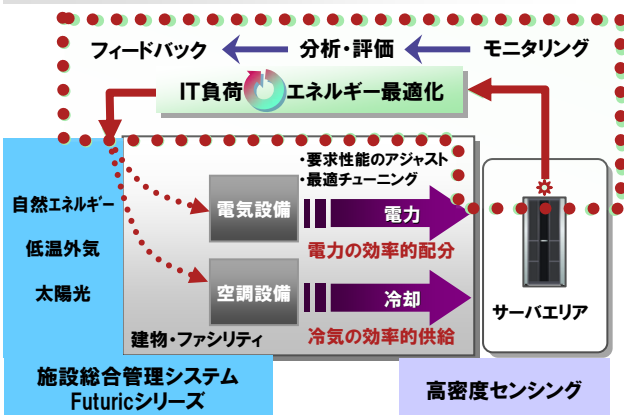 フィードバック
分析・評価
モニタリング
IT負荷
エネルギー最適化
・要求性能のアジャスト
・最適チューニング
自然エネルギー
低温外気
太陽光
電気設備
電力
電力の効率的配分
空調設備
冷却
冷気の効率的供給
建物・ファシリティ
サーバエリア
施設総合管理システム
Futuricシリーズ
高密度センシング